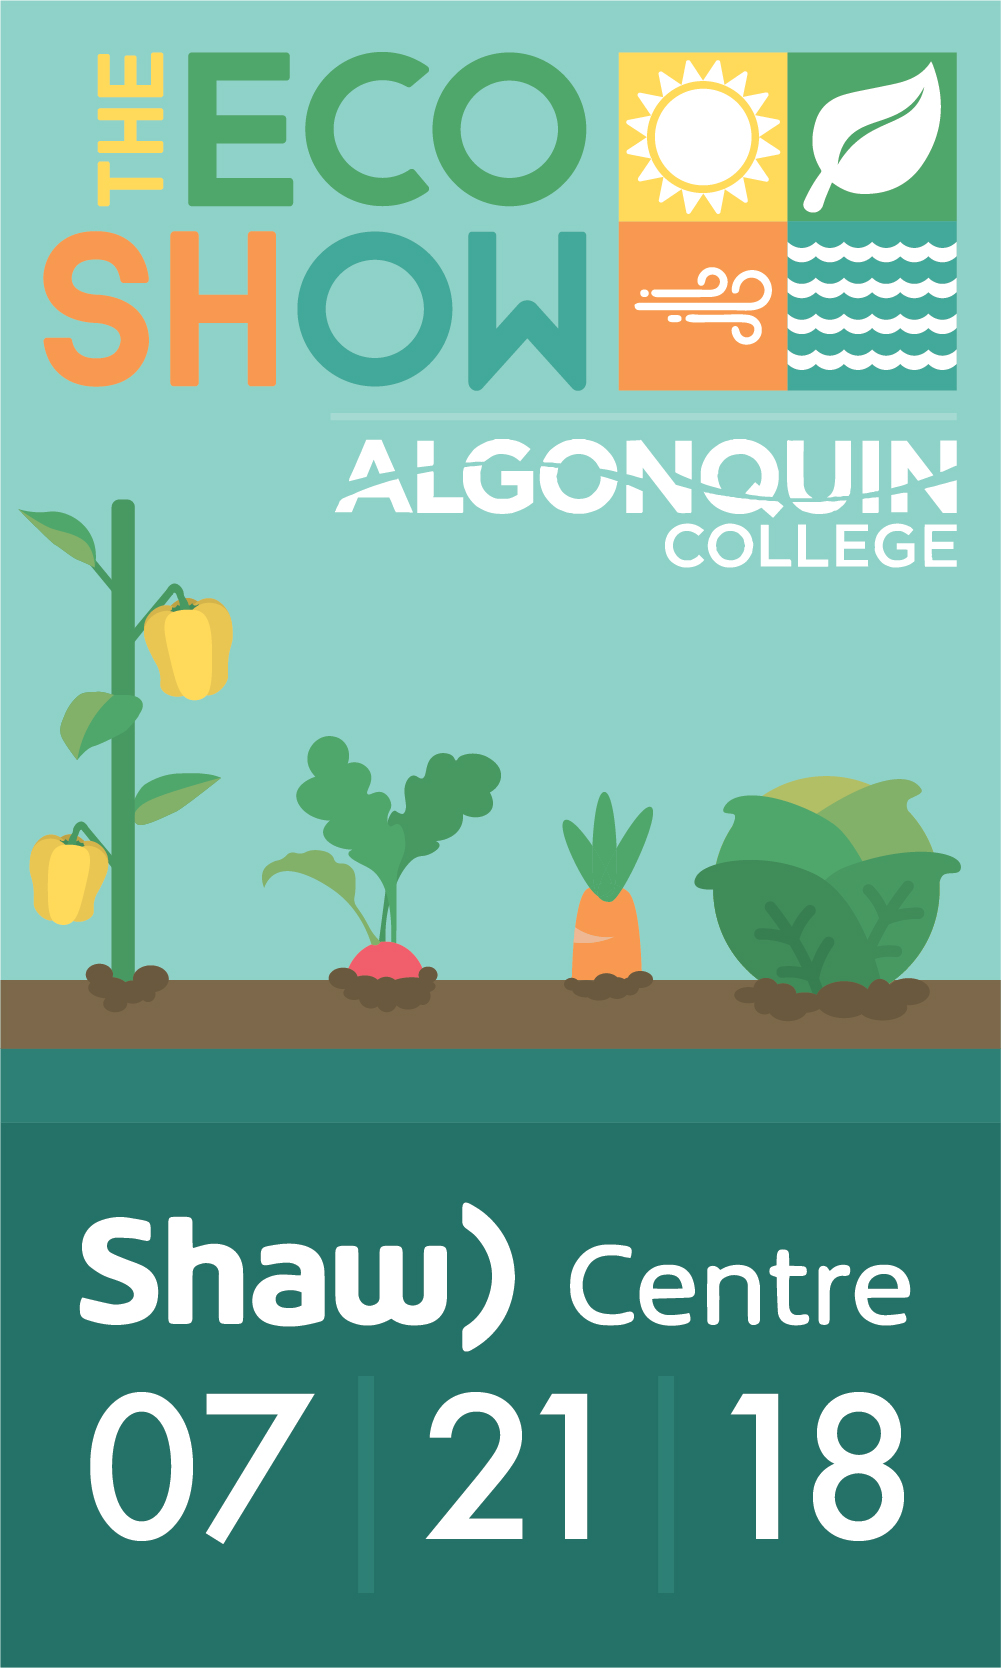 THE ECO
SHOW
ALGONQUIN
COLLEGE
Shaw) Centre
07 | 21 | 18